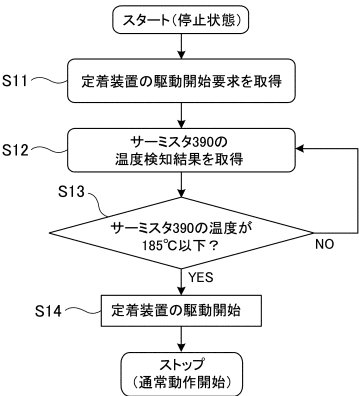 スタート(停止状態)
S11
定着装置の駆動開始要求を取得
S12
サーミスタ390の
温度検知結果を取得
S13
サーミスタ390の温度が
185℃以下？
NO
YES
S14
定着装置の駆動開始
ストップ
(通常動作開始)